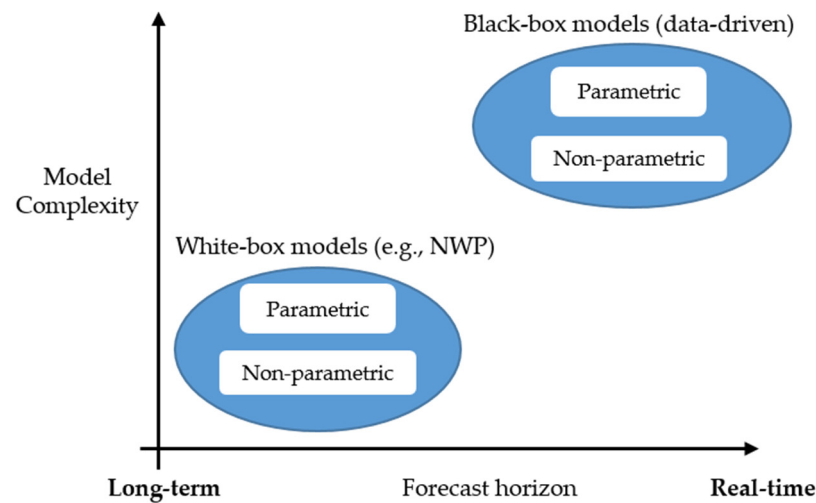 Black-box models (data-driven)
Parametric
Non-parametric
Model
Complexity
White-box models (e.g., NWP)
Parametric
Non-parametric
Long-term
Forecast horizon
Real-time